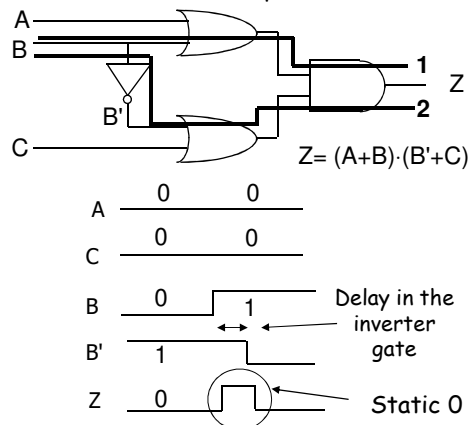 A
B
1
Z
B'
2
C
Z= (A+B)·(B'+C)
0 0
A
0 0
C
B 0 1
Delay in the
inverter
gate
B' 1
Z 0
Static 0